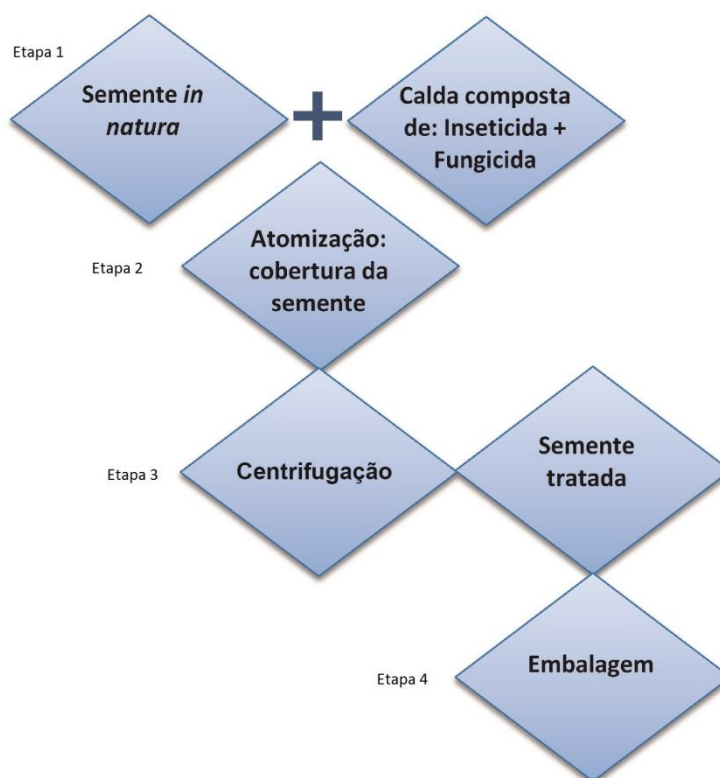 Etapa 1
Semente in
natura
+
Calda composta
de: Inseticida +
Fungicida
Etapa 2
Atomização:
cobertura da
semente
Etapa 3
Centrifugação
Semente
tratada
Etapa 4
Embalagem